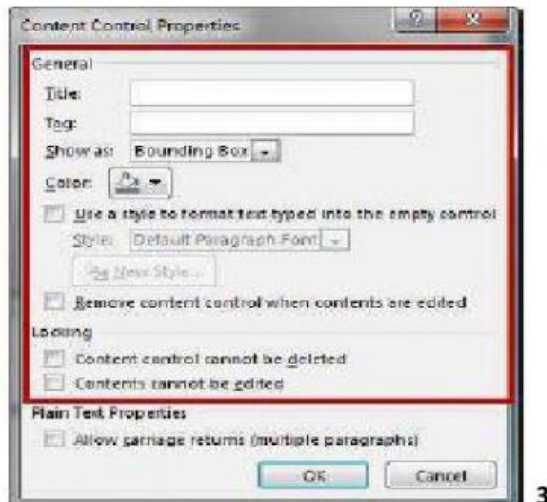 Content Control Properties
General
Title:
Tag:
Show as: Bounding Box
Color:
Use a style to format text typed into the empty control
Style: Default Paragraph Font
New Style...
Remove content control when contents are edited
Locking
Content control cannot be deleted
Contents cannot be edited
Plain Text Properties
Allow carriage returns (multiple paragraphs)
OK Cancel